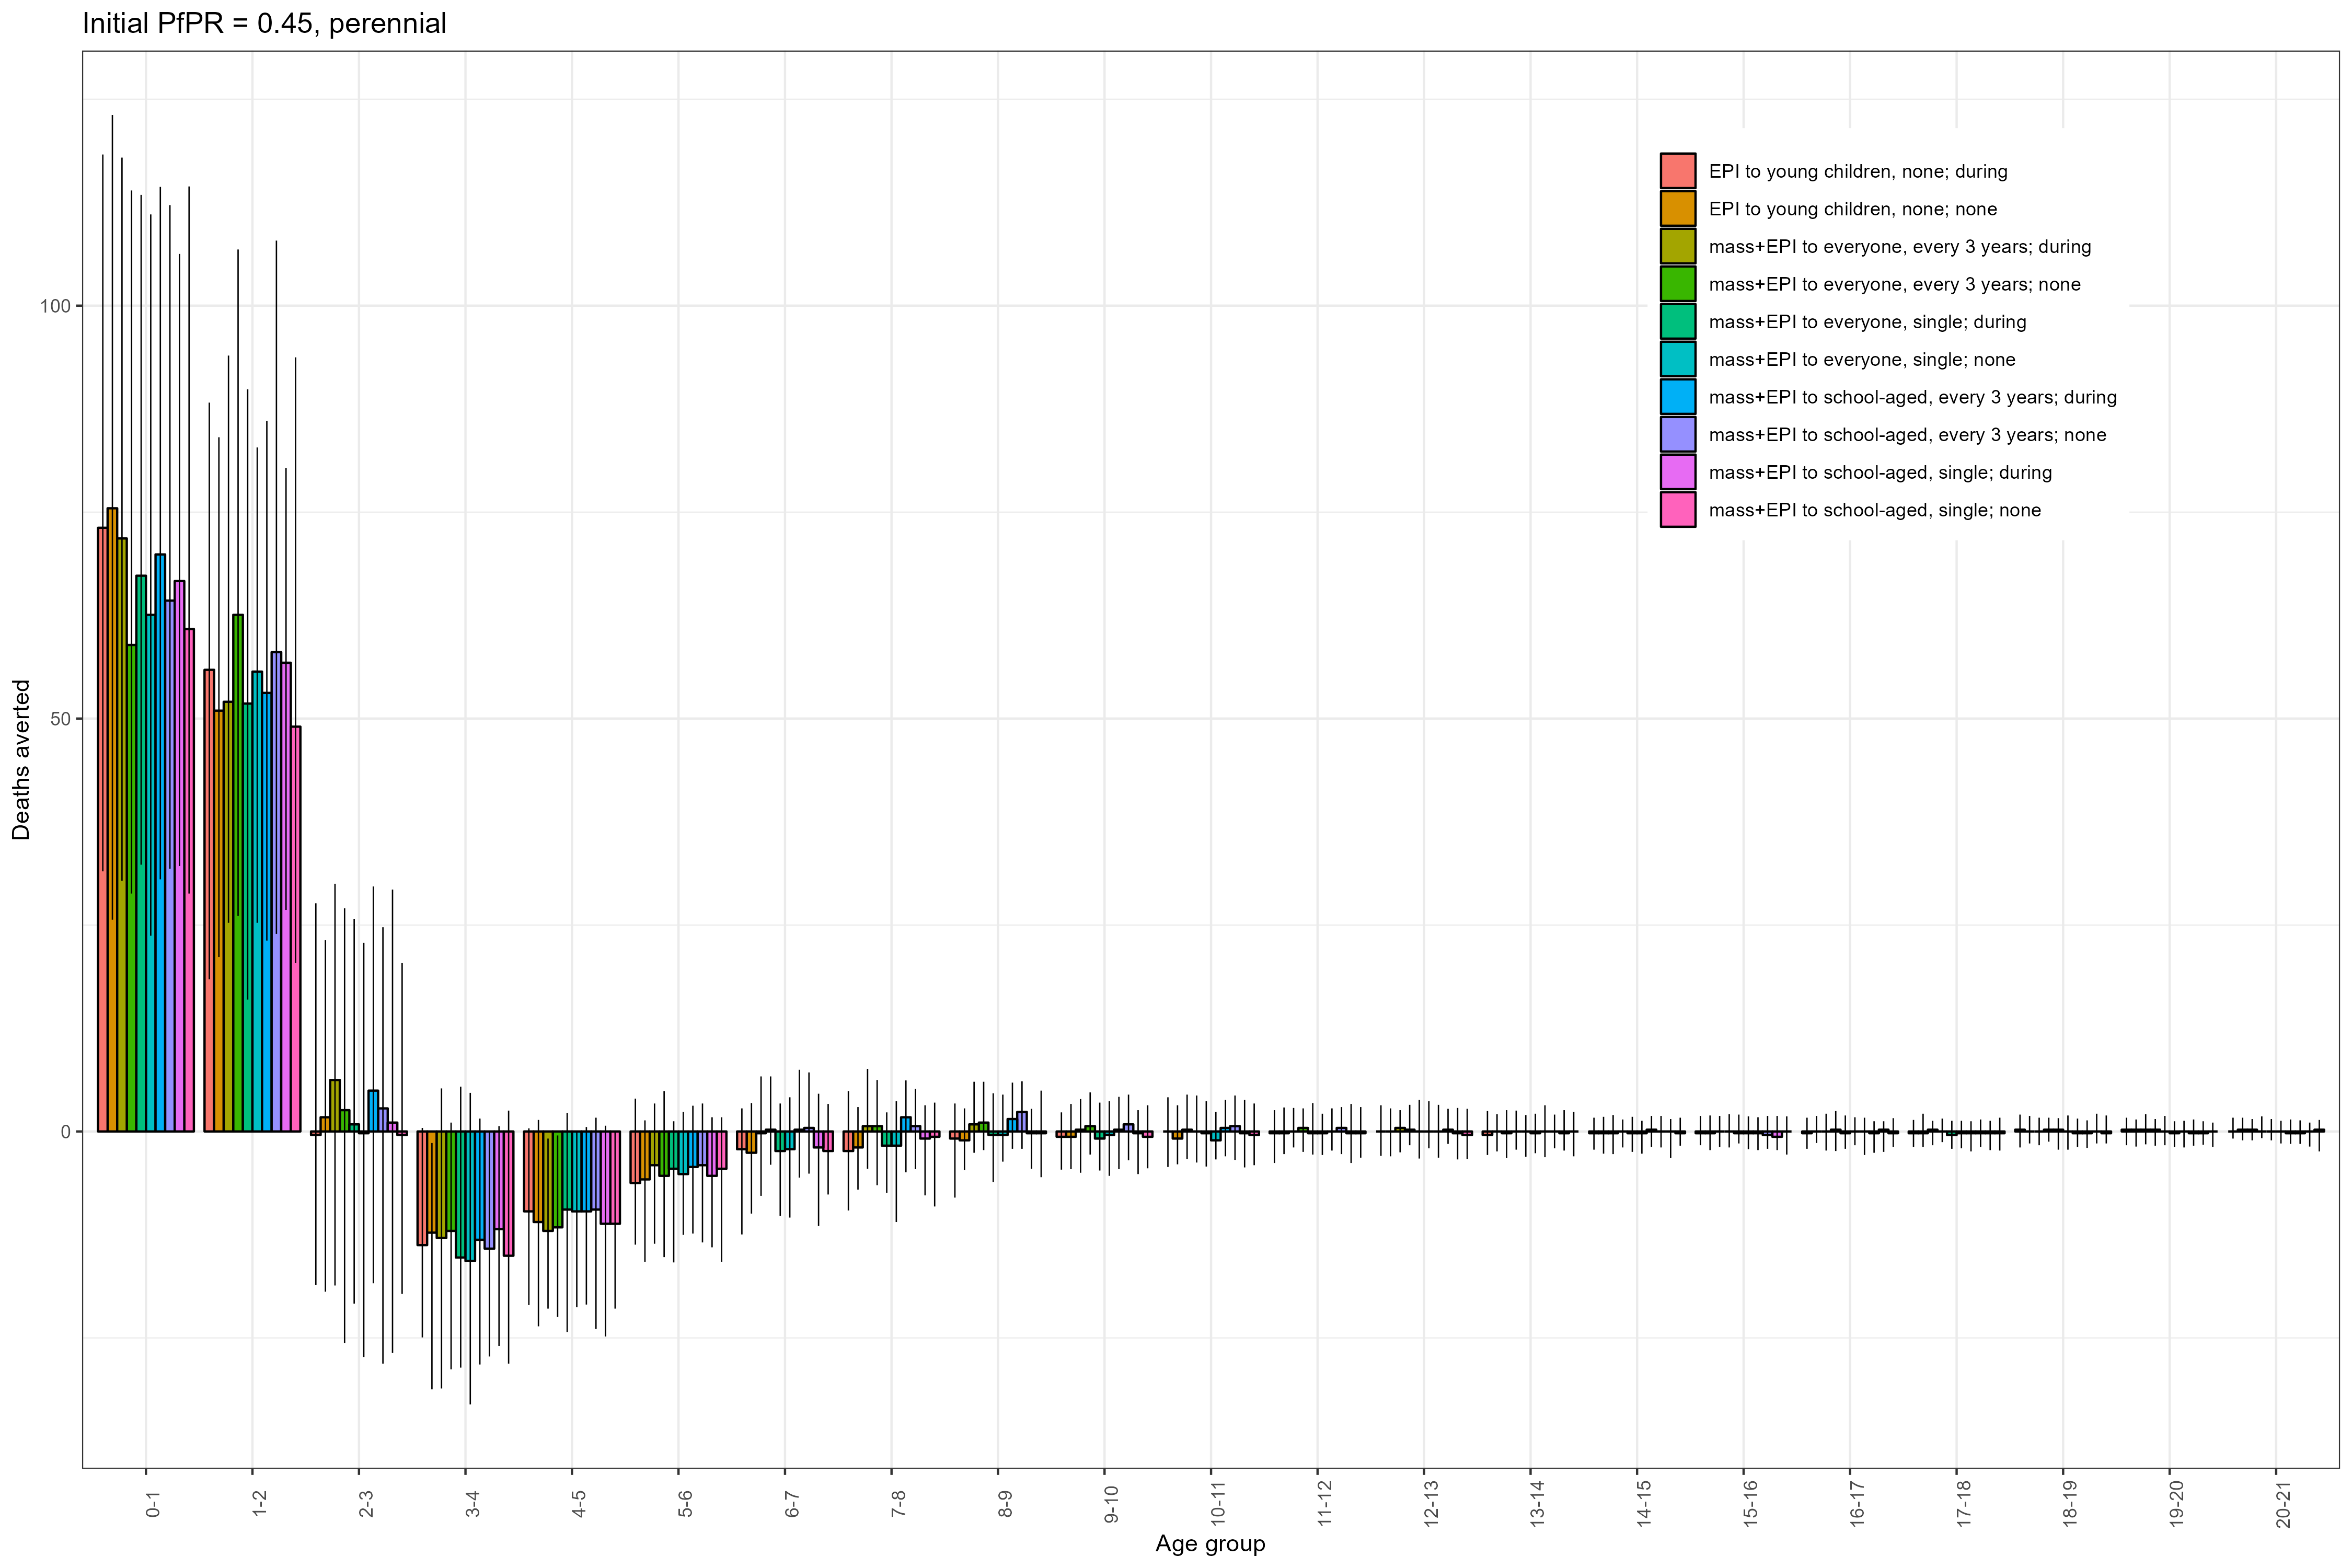 Initial PfPR = 0.45, perennial
EPI to young children, none; during
EPI to young children, none; none
mass+EPI to everyone, every 3 years; during
mass+EPI to everyone, every 3 years; none
mass+EPI to everyone, single; during
mass+EPI to everyone, single; none
mass+EPI to school-aged, every 3 years; during
mass+EPI to school-aged, every 3 years; none
mass+EPI to school-aged, single; during
mass+EPI to school-aged, single; none
100
50
0
Deaths averted
0-1
1-2
2-3
3-4
4-5
5-6
6-7
7-8
8-9
9-10
10-11
11-12
12-13
13-14
14-15
15-16
16-17
17-18
18-19
19-20
20-21
Age group